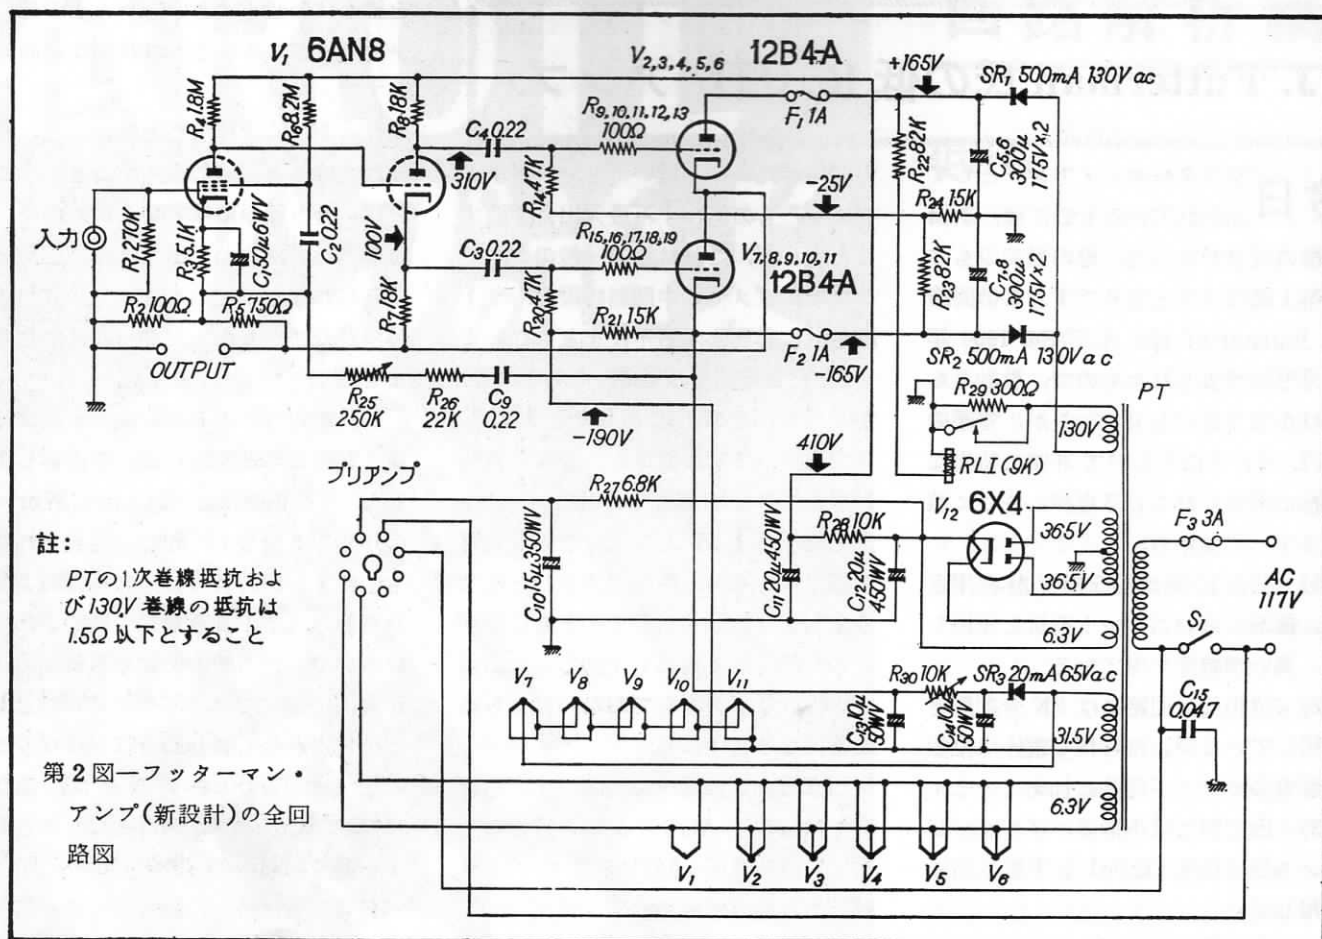 J. Futterman
V₁ 6AN8
V2,3,4,5,6
12B4-A
+165V
SR₁ 500mA 130V ac
R₄ 1.8M
R₆ 8.2M
R₈ 18K
C₄ 0.22
310V
R9,10,11,12,13
100Ω
F₁ 1A
R₂₂ 82K
C5,6
300μ
175V×2
R₁₄ 47K
-25V
R₂₄ 15K
入力
R₁ 270K
R₃ 5.1K
C₁ 50μ 6WV
C₂ 0.22
100V
C₃ 0.22
R15,16,17,18,19
100Ω
V7,8,9,10,11
12B4-A
R₂₃ 82K
C7,8
300μ
175V×2
R₂ 100Ω
R₅ 750Ω
R₇ 18K
R₂₀ 47K
R₂₁ 15K
F₂ 1A
-165V
SR₂ 500mA 130V ac
OUTPUT
R₂₅
250K
R₂₆
22K
C₉
0.22
-190V
R₂₉ 300Ω
PT
130V
410V
RLI (9K)
プリアンプ
R₂₇ 6.8K
C₁₀ 15μ 350WV
C₁₁ 20μ 450WV
R₂₈ 10K
C₁₂ 20μ
450WV
V₁₂
6X4
365V
365V
6.3V
F₃ 3A
AC
117V
S₁
註:
PTの1次巻線抵抗およ
び130V巻線の抵抗は
1.5Ω以下とすること
V₇
V₈
V₉
V₁₀
V₁₁
R₃₀ 10K
SR₃ 20mA 65V ac
C₁₃ 10μ
50WV
C₁₄ 10μ
50WV
31.5V
C₁₅
0.047
6.3V
第2図—フッターマン・
アンプ(新設計)の全回
路図
V₁
V₂
V₃
V₄
V₅
V₆